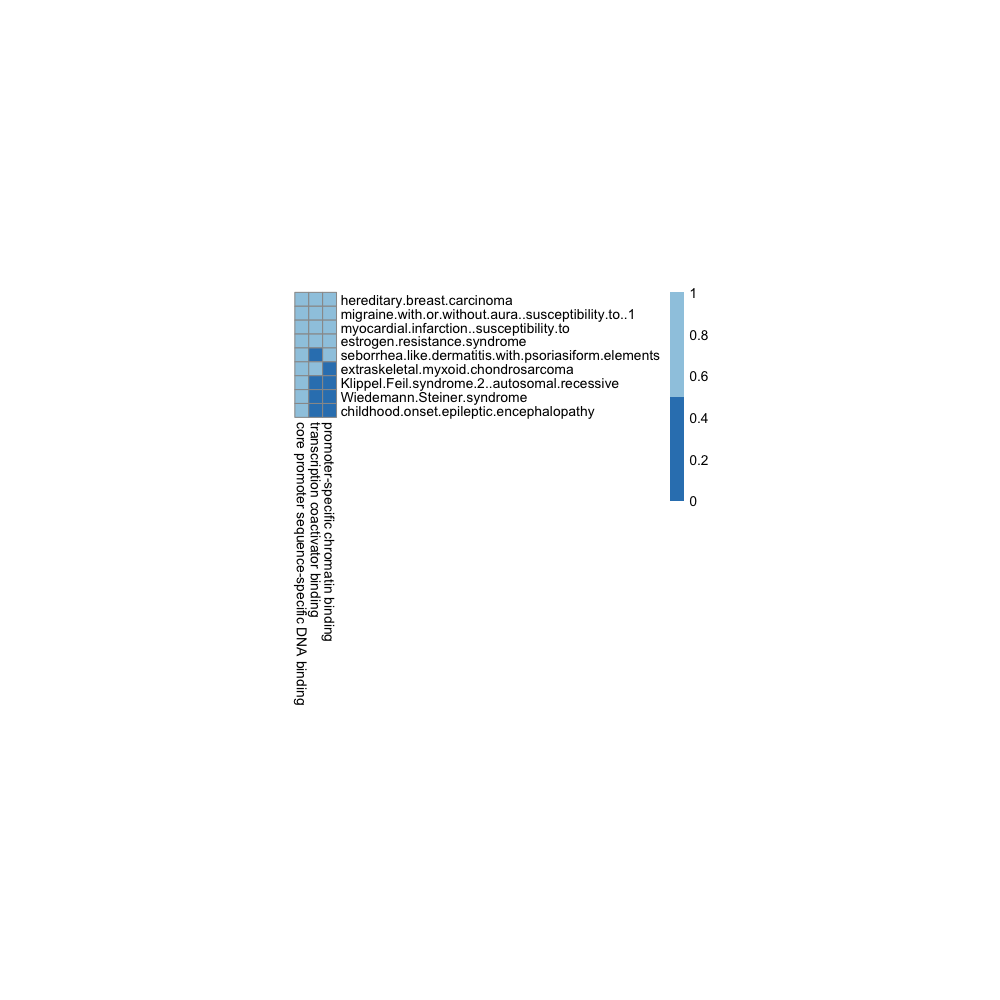 hereditary.breast.carcinoma
migraine.with.or.without.aura..susceptibility.to..1
myocardial.infarction..susceptibility.to
estrogen.resistance.syndrome
seborrhea.like.dermatitis.with.psoriasiform.elements
extraskeletal.myxoid.chondrosarcoma
Klippel.Feil.syndrome.2..autosomal.recessive
Wiedemann.Steiner.syndrome
childhood.onset.epileptic.encephalopathy
core promoter sequence-specific DNA binding
transcription coactivator binding
promoter-specific chromatin binding
1
0.8
0.6
0.4
0.2
0